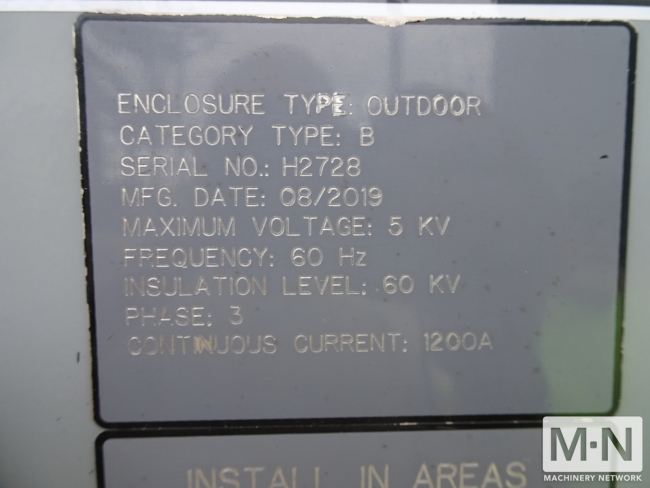 ENCLOSURE TYPE: OUTDOOR
CATEGORY TYPE: B
SERIAL NO.: H2728
MFG. DATE: 08/2019
MAXIMUM VOLTAGE: 5 KV
FREQUENCY: 60 Hz
INSULATION LEVEL: 60 KV
PHASE: 3
CONTINUOUS CURRENT: 1200A
INSTALL IN AREAS
M·N
MACHINERY NETWORK